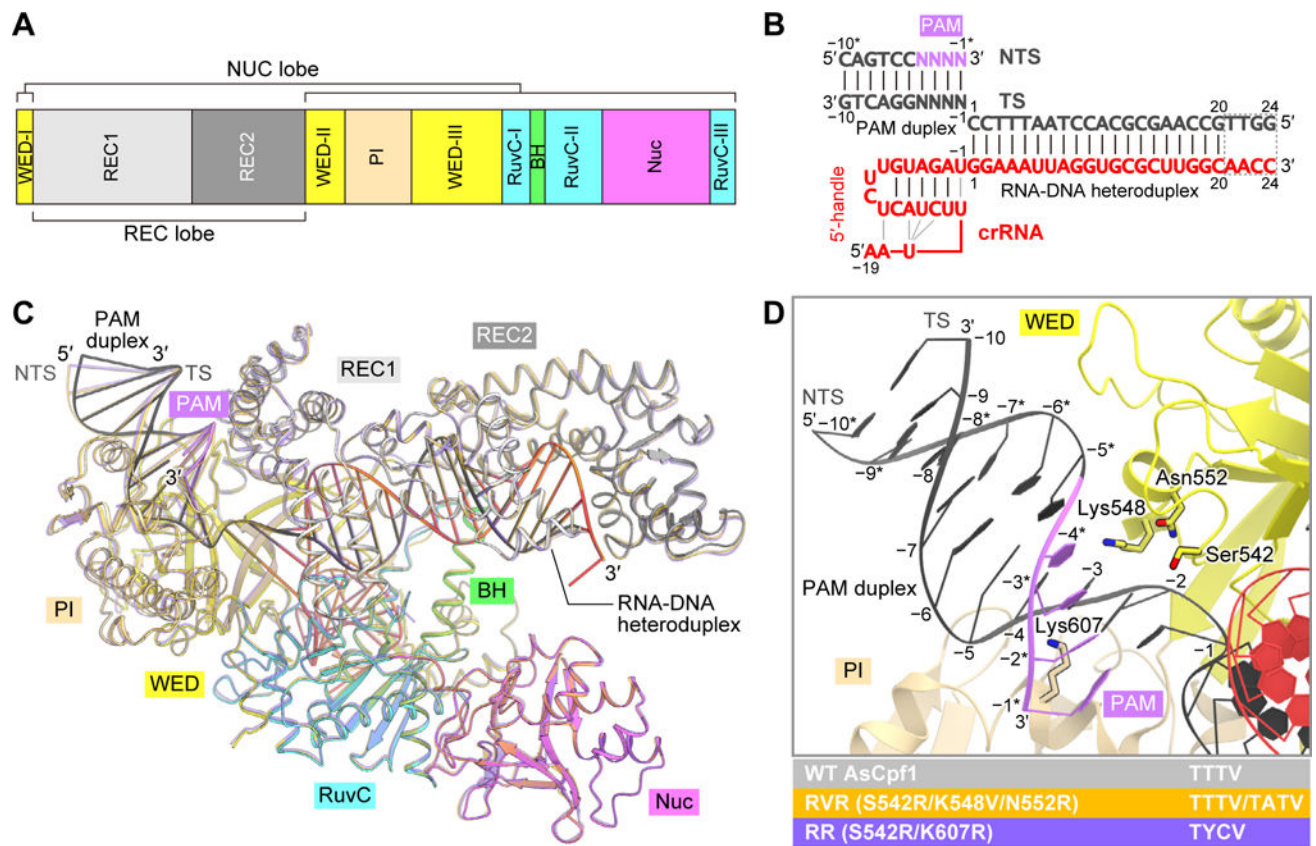 A
NUC lobe
WED-I
REC1
REC2
WED-II
PI
WED-III
RuvC-I
BH
RuvC-II
Nuc
RuvC-III
REC lobe
B
PAM
−10* −1*
5′ CAGTCCNNNN 3′ NTS
3′ GTCAGGNNNN
−10 −1 1 TS 20 24
PAM duplex
CCTTTAATCCACGCGAACCGTTGG 5′
−1
UGUAGAU GGAAAUUAGGUGCGCUUGGCAACC 3′
1 20 24
RNA-DNA heteroduplex
U
U
C
UCAUCUU
5′-handle
crRNA
5′ AA U
−19
C
PAM
duplex
5′ 3′
NTS TS
PAM
3′
REC1
REC2
PI
WED
BH
3′
RNA-DNA
heteroduplex
RuvC
Nuc
D
TS 3′ −10
WED
NTS
5′ −10*
−9
−9* −8* −7* −6*
−8
−5*
Asn552
Lys548
−4*
Ser542
−7
−3* −3 −2
PAM duplex
−6
Lys607
−5 −4
−2* −1
PI
−1*
3′
PAM
WT AsCpf1 TTTV
RVR (S542R/K548V/N552R) TTTV/TATV
RR (S542R/K607R) TYCV